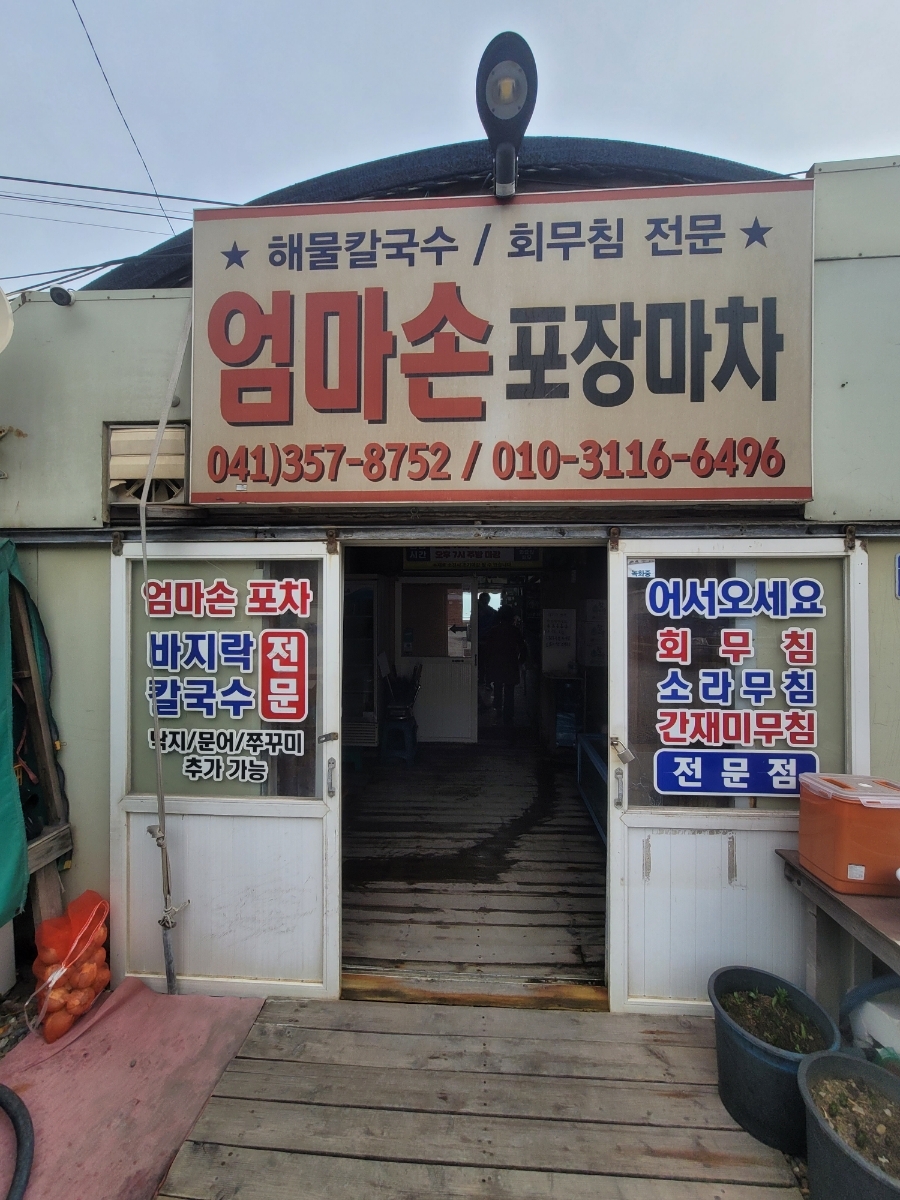 ★ 해물칼국수 / 회무침 전문 ★
엄마손 포장마차
041)357-8752 / 010-3116-6496
엄마손 포차
바지락 칼국수 전문
낙지/문어/쭈꾸미
추가 가능
어서오세요
회 무 침
소라무침
간재미무침
전문점
녹화중